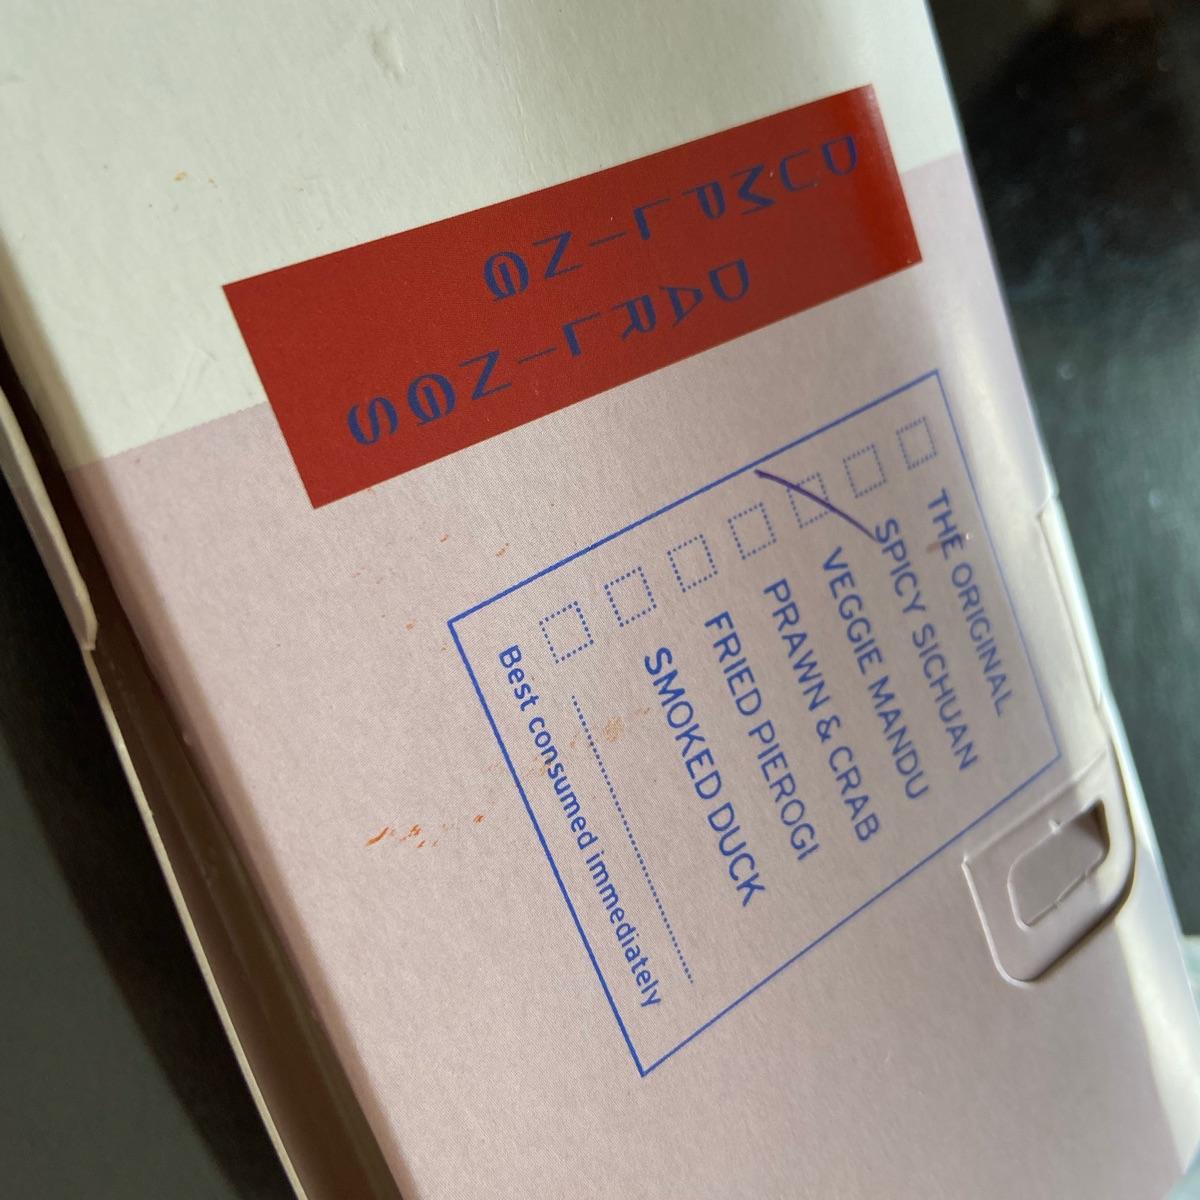 DUMPLING
DARLINGS
THE ORIGINAL
SPICY SICHUAN
VEGGIE MANDU
PRAWN & CRAB
FRIED PIEROGI
SMOKED DUCK
Best consumed immediately